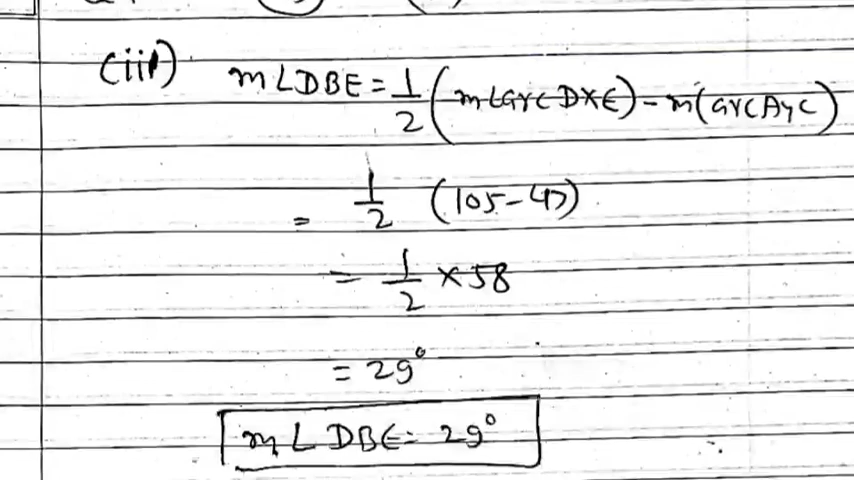 (iii) m∠DBE = 1/2 (m(arc DXE) - m(arc AyC)
= 1/2 (105-47)
= 1/2 × 58
= 29°
m∠DBE = 29°